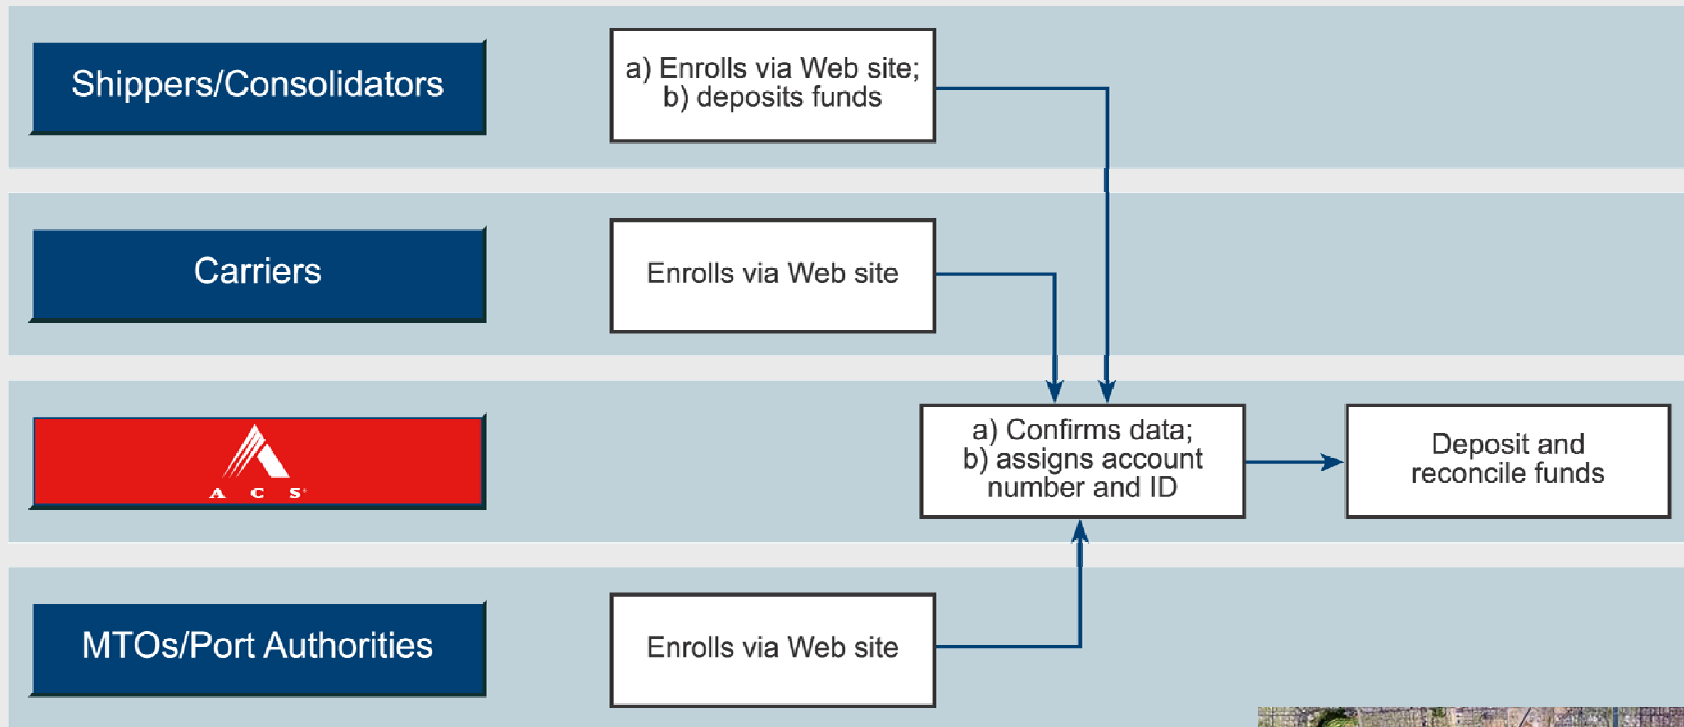 Shippers/Consolidators
a) Enrolls via Web site;
b) deposits funds
Carriers
Enrolls via Web site
A C S
a) Confirms data;
b) assigns account
number and ID
Deposit and
reconcile funds
MTOs/Port Authorities
Enrolls via Web site